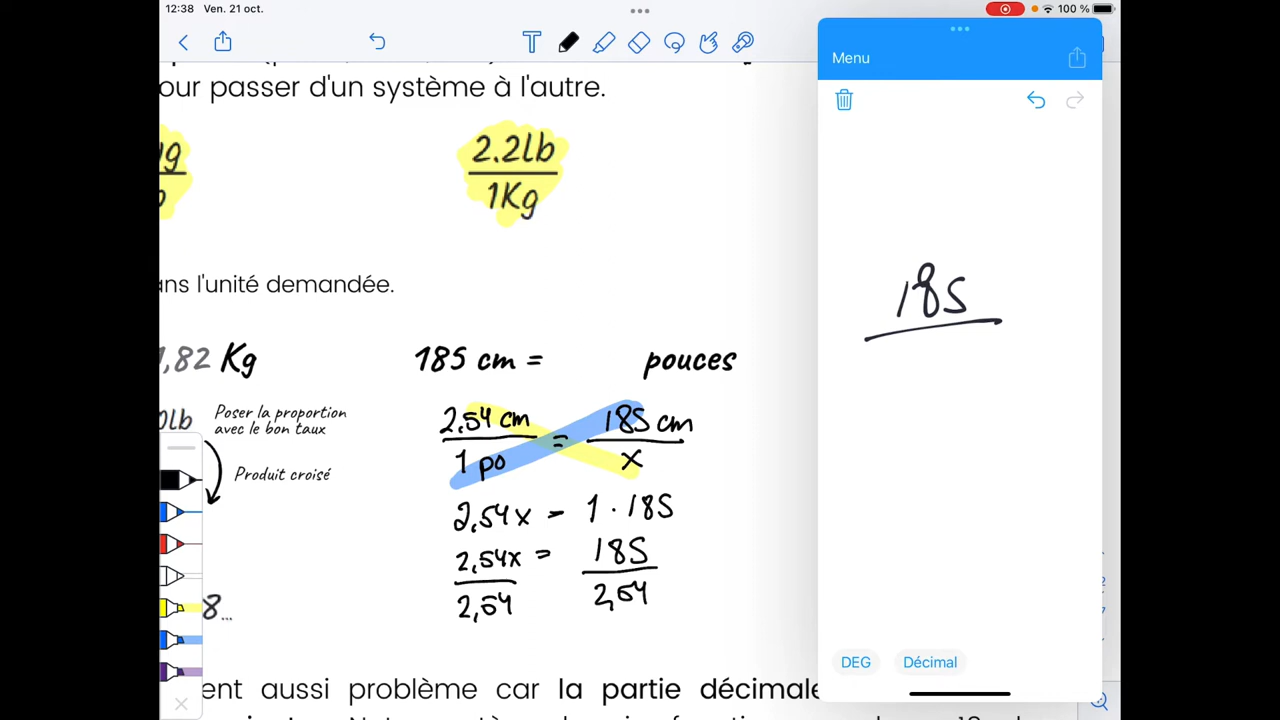 12:38 Ven. 21 oct.
100 %
Menu
our passer d'un système à l'autre.
2.2lb
1Kg
ans l'unité demandée.
,82 Kg
185 cm = pouces
0lb
Poser la proportion
avec le bon taux
Produit croisé
2,54 cm = 185 cm
1 po x
2,54x = 1 · 185
2,54x = 185
2,54 2,54
8...
185
DEG Décimal
ent aussi problème car la partie décimale